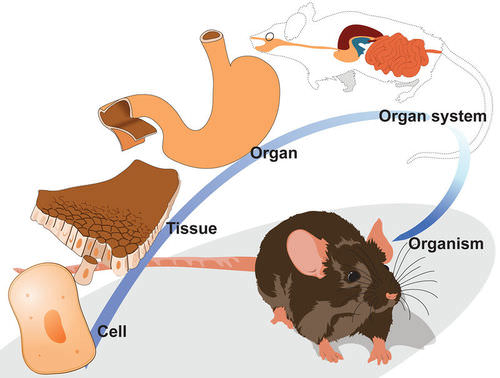 Organ system
Organ
Tissue
Organism
Cell